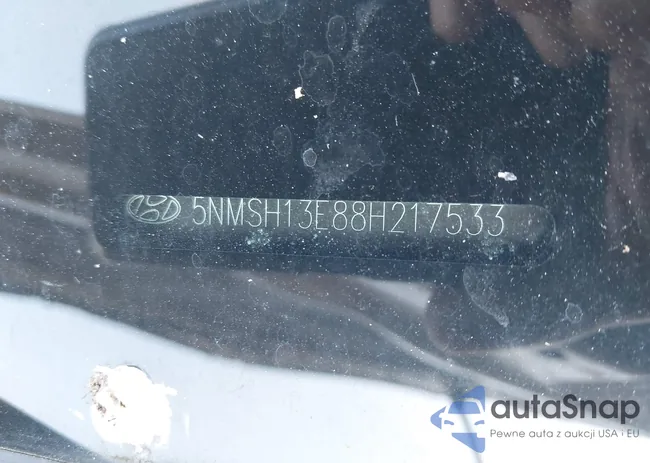 5NMSH13E88H217533
autaSnap
Pewne auta z aukcji USA i EU